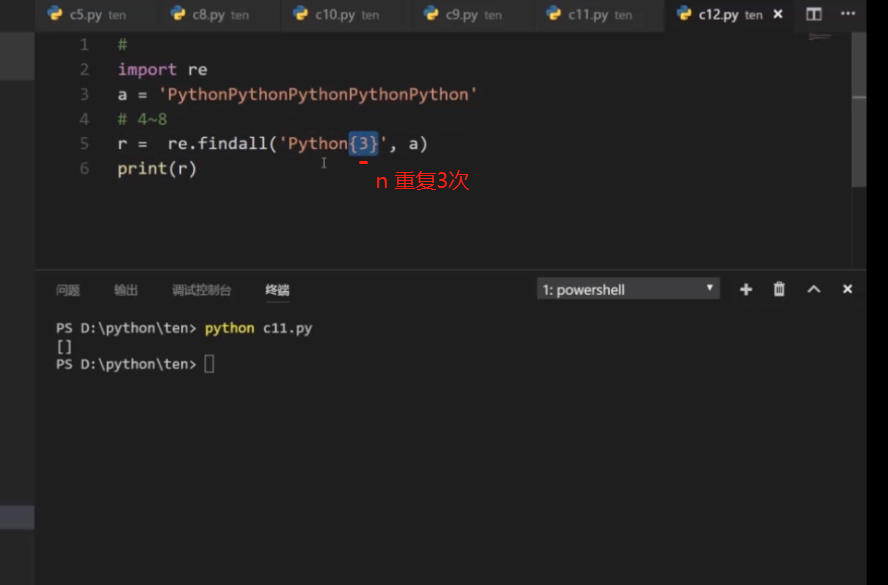 c5.py ten c8.py ten c10.py ten c9.py ten c11.py ten c12.py ten
1 #
2 import re
3 a = 'PythonPythonPythonPythonPython'
4 # 4~8
5 r =  re.findall('Python{3}', a)
6 print(r)
n 重复3次
问题 输出 调试控制台 终端 1: powershell
PS D:\python\ten> python c11.py
[]
PS D:\python\ten>